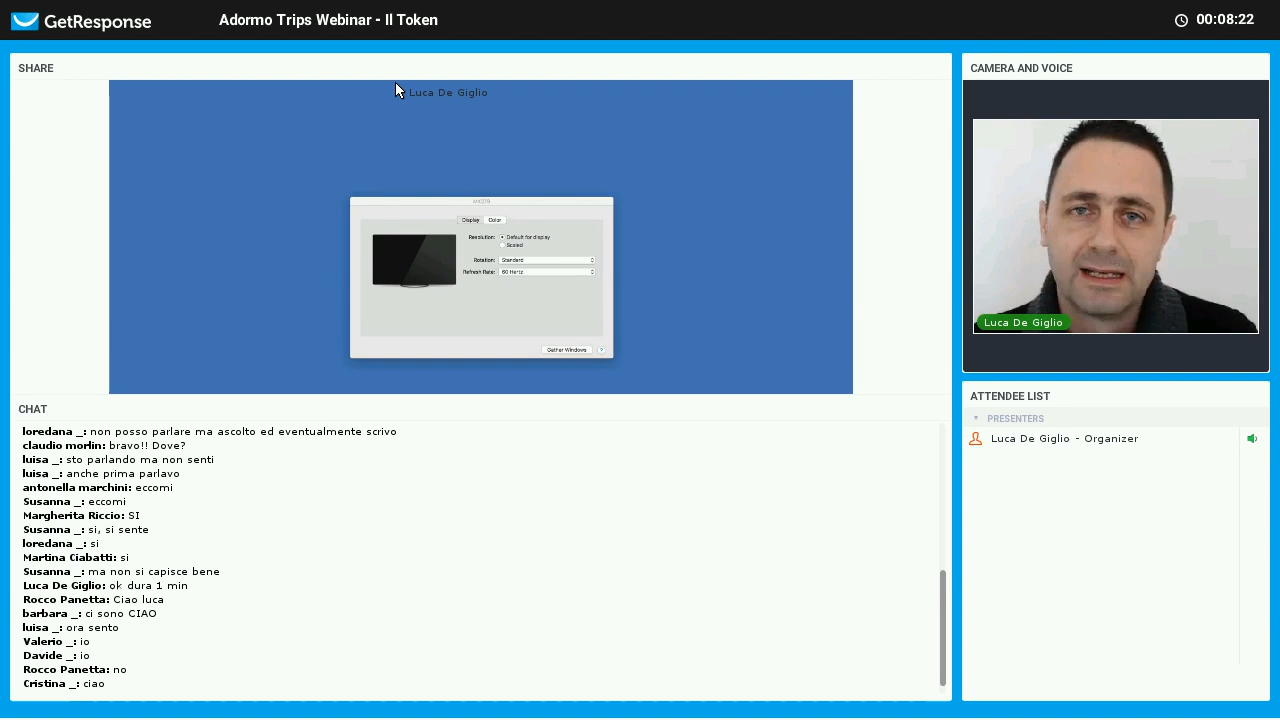 GetResponse
Adormo Trips Webinar - Il Token
00:08:22
SHARE
Luca De Giglio
Display Color
Resolution: Default for display
Scaled
Rotation: Standard
Refresh Rate: 60 Hertz
Gather Windows ?
CHAT
loredana _: non posso parlare ma ascolto ed eventualmente scrivo
claudio morlin: bravo!! Dove?
luisa _: sto parlando ma non senti
luisa _: anche prima parlavo
antonella marchini: eccomi
Susanna _: eccomi
Margherita Riccio: SI
Susanna _: si, si sente
loredana _: si
Martina Ciabatti: si
Susanna _: ma non si capisce bene
Luca De Giglio: ok dura 1 min
Rocco Panetta: Ciao luca
barbara _: ci sono CIAO
luisa _: ora sento
Valerio _: io
Davide _: io
Rocco Panetta: no
Cristina _: ciao
CAMERA AND VOICE
Luca De Giglio
ATTENDEE LIST
PRESENTERS
Luca De Giglio - Organizer